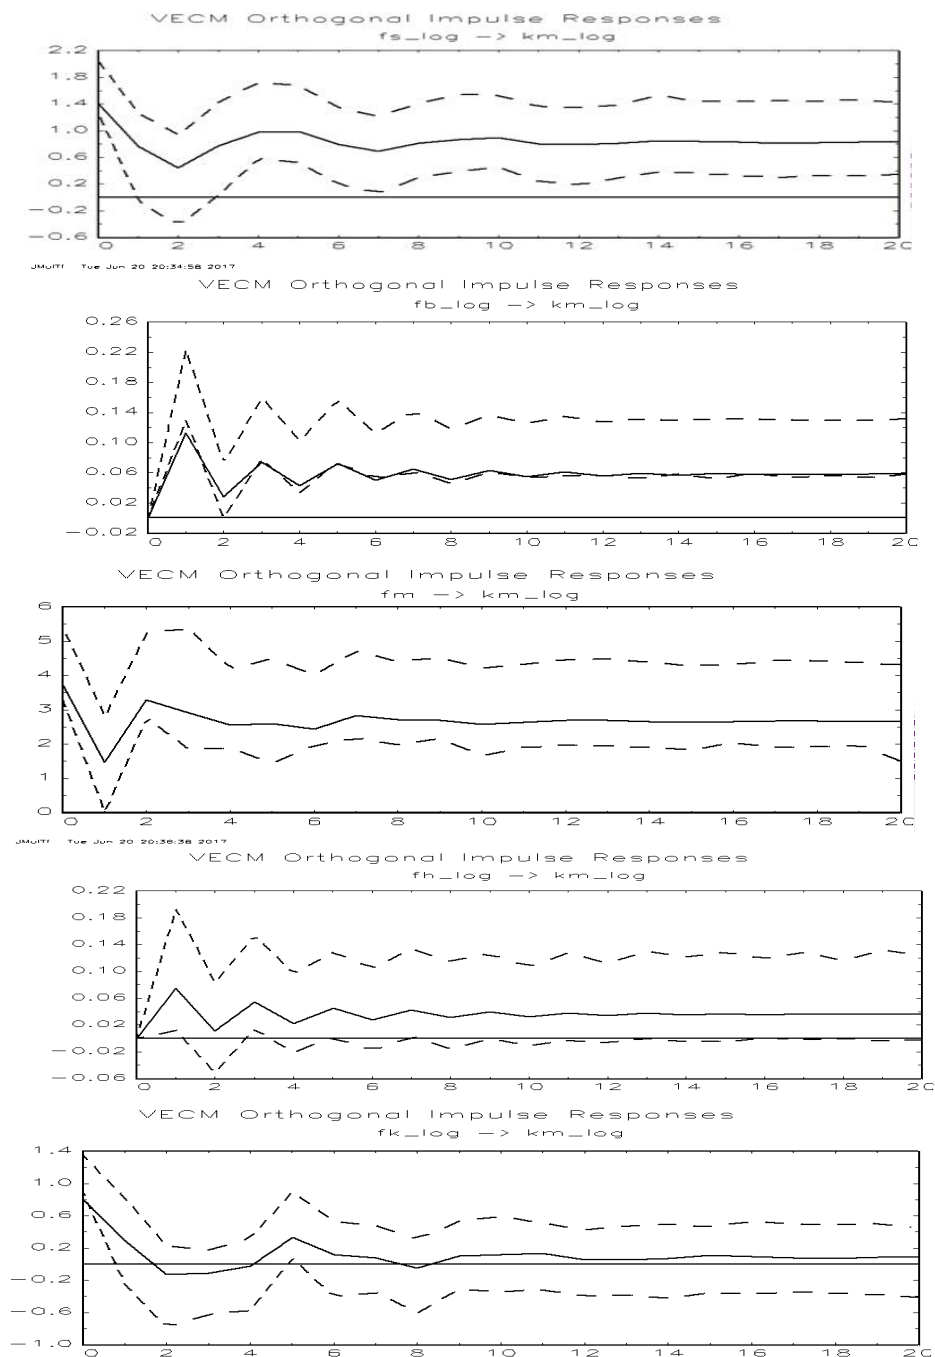 VECM Orthogonal Impulse Responses
fs_log -> km_log
2.2
1.8
1.4
1.0
0.6
0.2
-0.2
-0.6
0 2 4 6 8 10 12 14 16 18 20
JMulTi Tue Jun 20 20:34:58 2017
VECM Orthogonal Impulse Responses
fb_log -> km_log
0.26
0.22
0.18
0.14
0.10
0.06
0.02
-0.02
0 2 4 6 8 10 12 14 16 18 20
VECM Orthogonal Impulse Responses
fm -> km_log
6
5
4
3
2
1
0
0 2 4 6 8 10 12 14 16 18 20
JMulTi Tue Jun 20 20:36:38 2017
VECM Orthogonal Impulse Responses
fh_log -> km_log
0.22
0.18
0.14
0.10
0.06
0.02
-0.02
-0.06
0 2 4 6 8 10 12 14 16 18 20
VECM Orthogonal Impulse Responses
fk_log -> km_log
1.4
1.0
0.6
0.2
-0.2
-0.6
-1.0
0 2 4 6 8 10 12 14 16 18 20